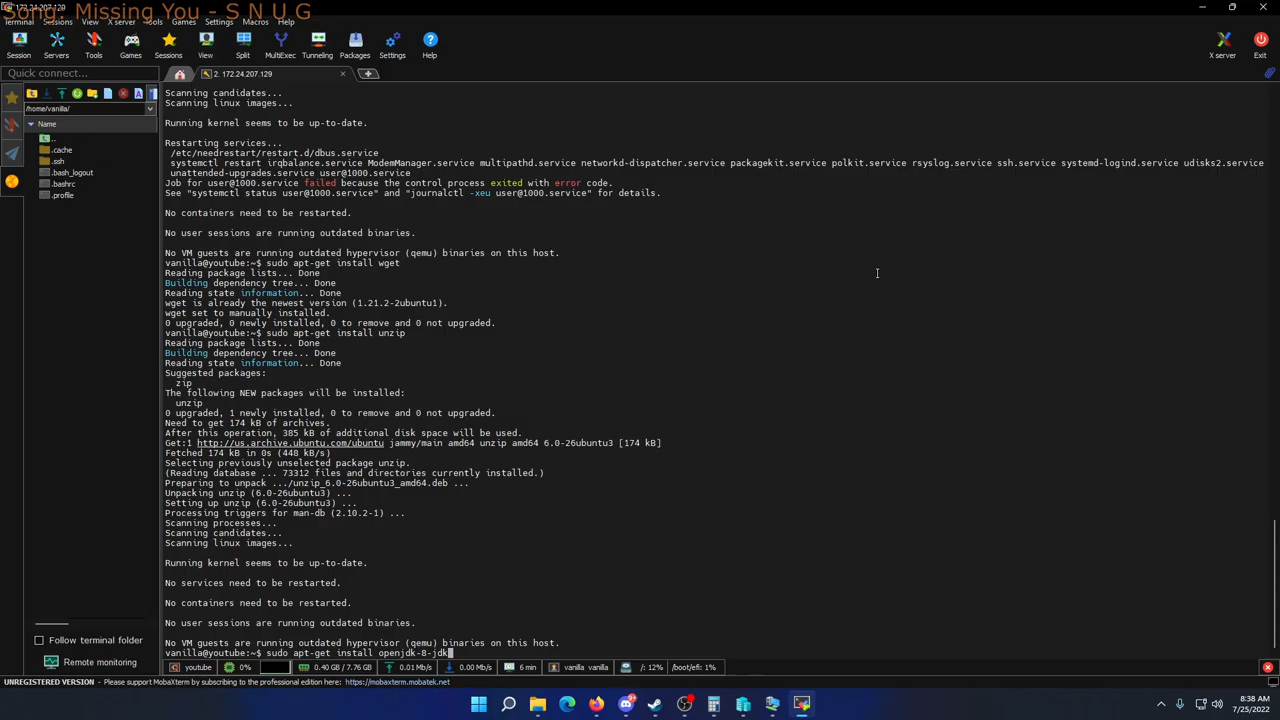 Song: Missing You - S N U G
172.24.207.129
Terminal Sessions View X server Tools Games Settings Macros Help
Session Servers Tools Games Sessions View Split MultiExec Tunneling Packages Settings Help X server Exit
Quick connect...
2. 172.24.207.129
/home/vanilla/
Name
..
.cache
.ssh
.bash_logout
.bashrc
.profile
Scanning candidates...
Scanning linux images...
Running kernel seems to be up-to-date.
Restarting services...
/etc/needrestart/restart.d/dbus.service
systemctl restart irqbalance.service ModemManager.service multipathd.service networkd-dispatcher.service packagekit.service polkit.service rsyslog.service ssh.service systemd-logind.service udisks2.service
unattended-upgrades.service user@1000.service
Job for user@1000.service failed because the control process exited with error code.
See "systemctl status user@1000.service" and "journalctl -xeu user@1000.service" for details.
No containers need to be restarted.
No user sessions are running outdated binaries.
No VM guests are running outdated hypervisor (qemu) binaries on this host.
vanilla@youtube:~$ sudo apt-get install wget
Reading package lists... Done
Building dependency tree... Done
Reading state information... Done
wget is already the newest version (1.21.2-2ubuntu1).
wget set to manually installed.
0 upgraded, 0 newly installed, 0 to remove and 0 not upgraded.
vanilla@youtube:~$ sudo apt-get install unzip
Reading package lists... Done
Building dependency tree... Done
Reading state information... Done
Suggested packages:
zip
The following NEW packages will be installed:
unzip
0 upgraded, 1 newly installed, 0 to remove and 0 not upgraded.
Need to get 174 kB of archives.
After this operation, 385 kB of additional disk space will be used.
Get:1 http://us.archive.ubuntu.com/ubuntu jammy/main amd64 unzip amd64 6.0-26ubuntu3 [174 kB]
Fetched 174 kB in 0s (448 kB/s)
Selecting previously unselected package unzip.
(Reading database ... 73312 files and directories currently installed.)
Preparing to unpack .../unzip_6.0-26ubuntu3_amd64.deb ...
Unpacking unzip (6.0-26ubuntu3) ...
Setting up unzip (6.0-26ubuntu3) ...
Processing triggers for man-db (2.10.2-1) ...
Scanning processes...
Scanning candidates...
Scanning linux images...
Running kernel seems to be up-to-date.
No services need to be restarted.
No containers need to be restarted.
No user sessions are running outdated binaries.
No VM guests are running outdated hypervisor (qemu) binaries on this host.
vanilla@youtube:~$ sudo apt-get install openjdk-8-jdk
Follow terminal folder
Remote monitoring
youtube 0% 0.40 GB / 7.76 GB 0.01 Mb/s 0.00 Mb/s 6 min vanilla vanilla /: 12% /boot/efi: 1%
UNREGISTERED VERSION - Please support MobaXterm by subscribing to the professional edition here: https://mobaxterm.mobatek.net
8:38 AM
7/25/2022